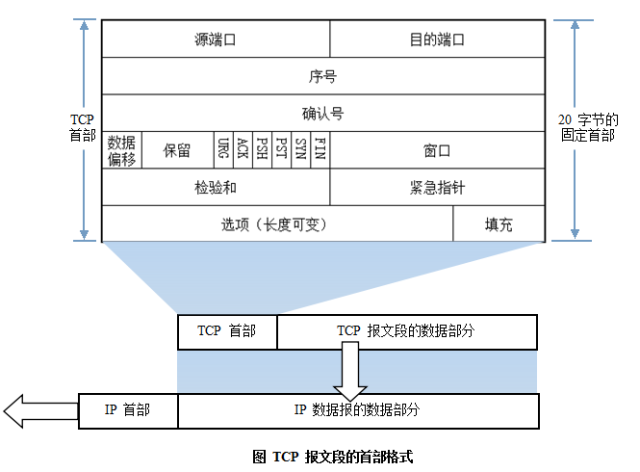 源端口 目的端口
序号
TCP
首部
确认号
20 字节的
固定首部
数据
偏移
保留
URG
ACK
PSH
PST
SYN
FIN
窗口
检验和 紧急指针
选项（长度可变） 填充
TCP 首部 TCP 报文段的数据部分
IP 首部 IP 数据报的数据部分
图 TCP 报文段的首部格式